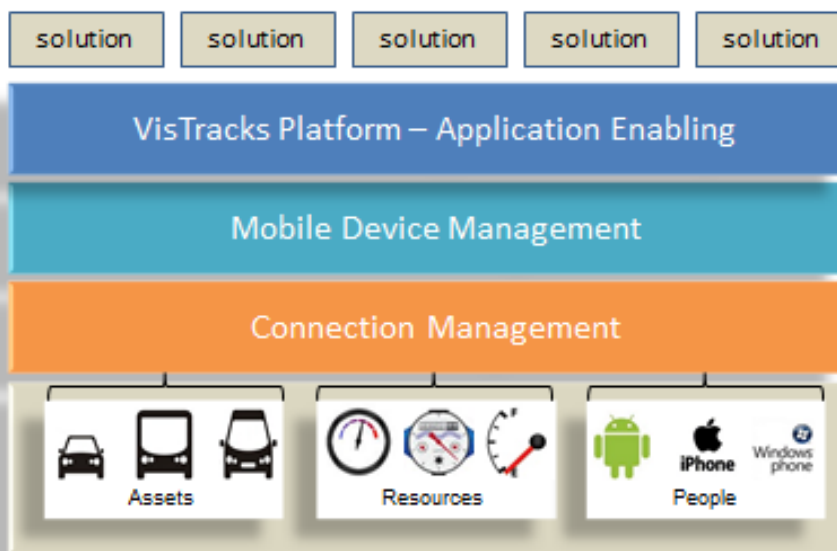 solution solution solution solution solution
VisTracks Platform – Application Enabling
Mobile Device Management
Connection Management
F
iPhone
Windows
phone
Assets Resources People